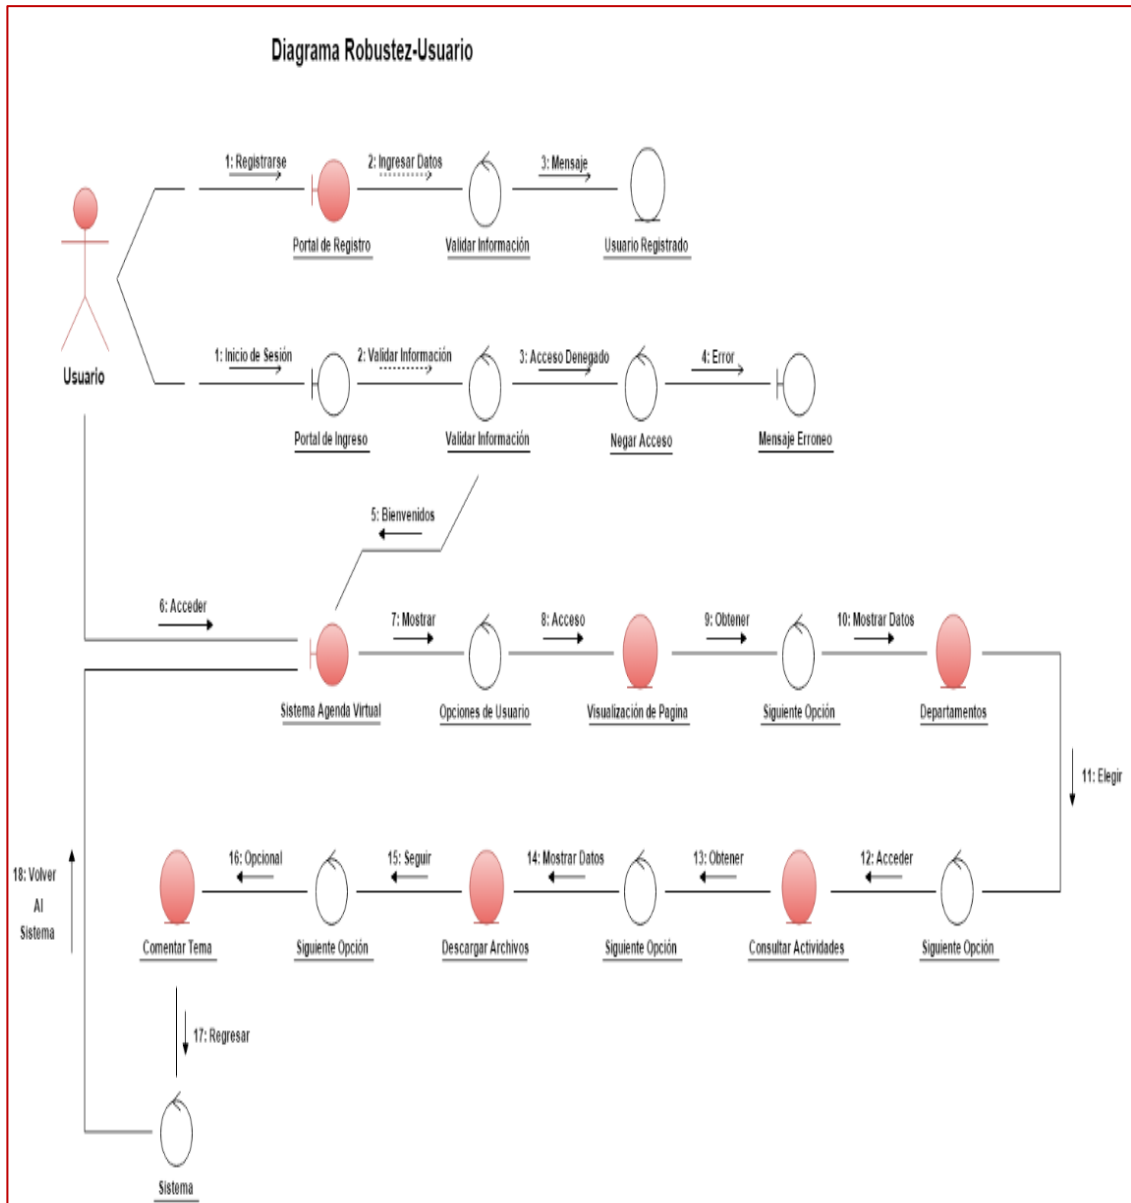 Diagrama Robustez-Usuario
1: Registrarse
2: Ingresar Datos
3: Mensaje
Portal de Registro
Validar Información
Usuario Registrado
Usuario
1: Inicio de Sesión
2: Validar Información
3: Acceso Denegado
4: Error
Portal de Ingreso
Validar Información
Negar Acceso
Mensaje Erroneo
5: Bienvenidos
6: Acceder
7: Mostrar
8: Acceso
9: Obtener
10: Mostrar Datos
Sistema Agenda Virtual
Opciones de Usuario
Visualización de Pagina
Siguiente Opción
Departamentos
11: Elegir
16: Opcional
15: Seguir
14: Mostrar Datos
13: Obtener
12: Acceder
18: Volver
Al
Sistema
Comentar Tema
Siguiente Opción
Descargar Archivos
Siguiente Opción
Consultar Actividades
Siguiente Opción
17: Regresar
Sistema